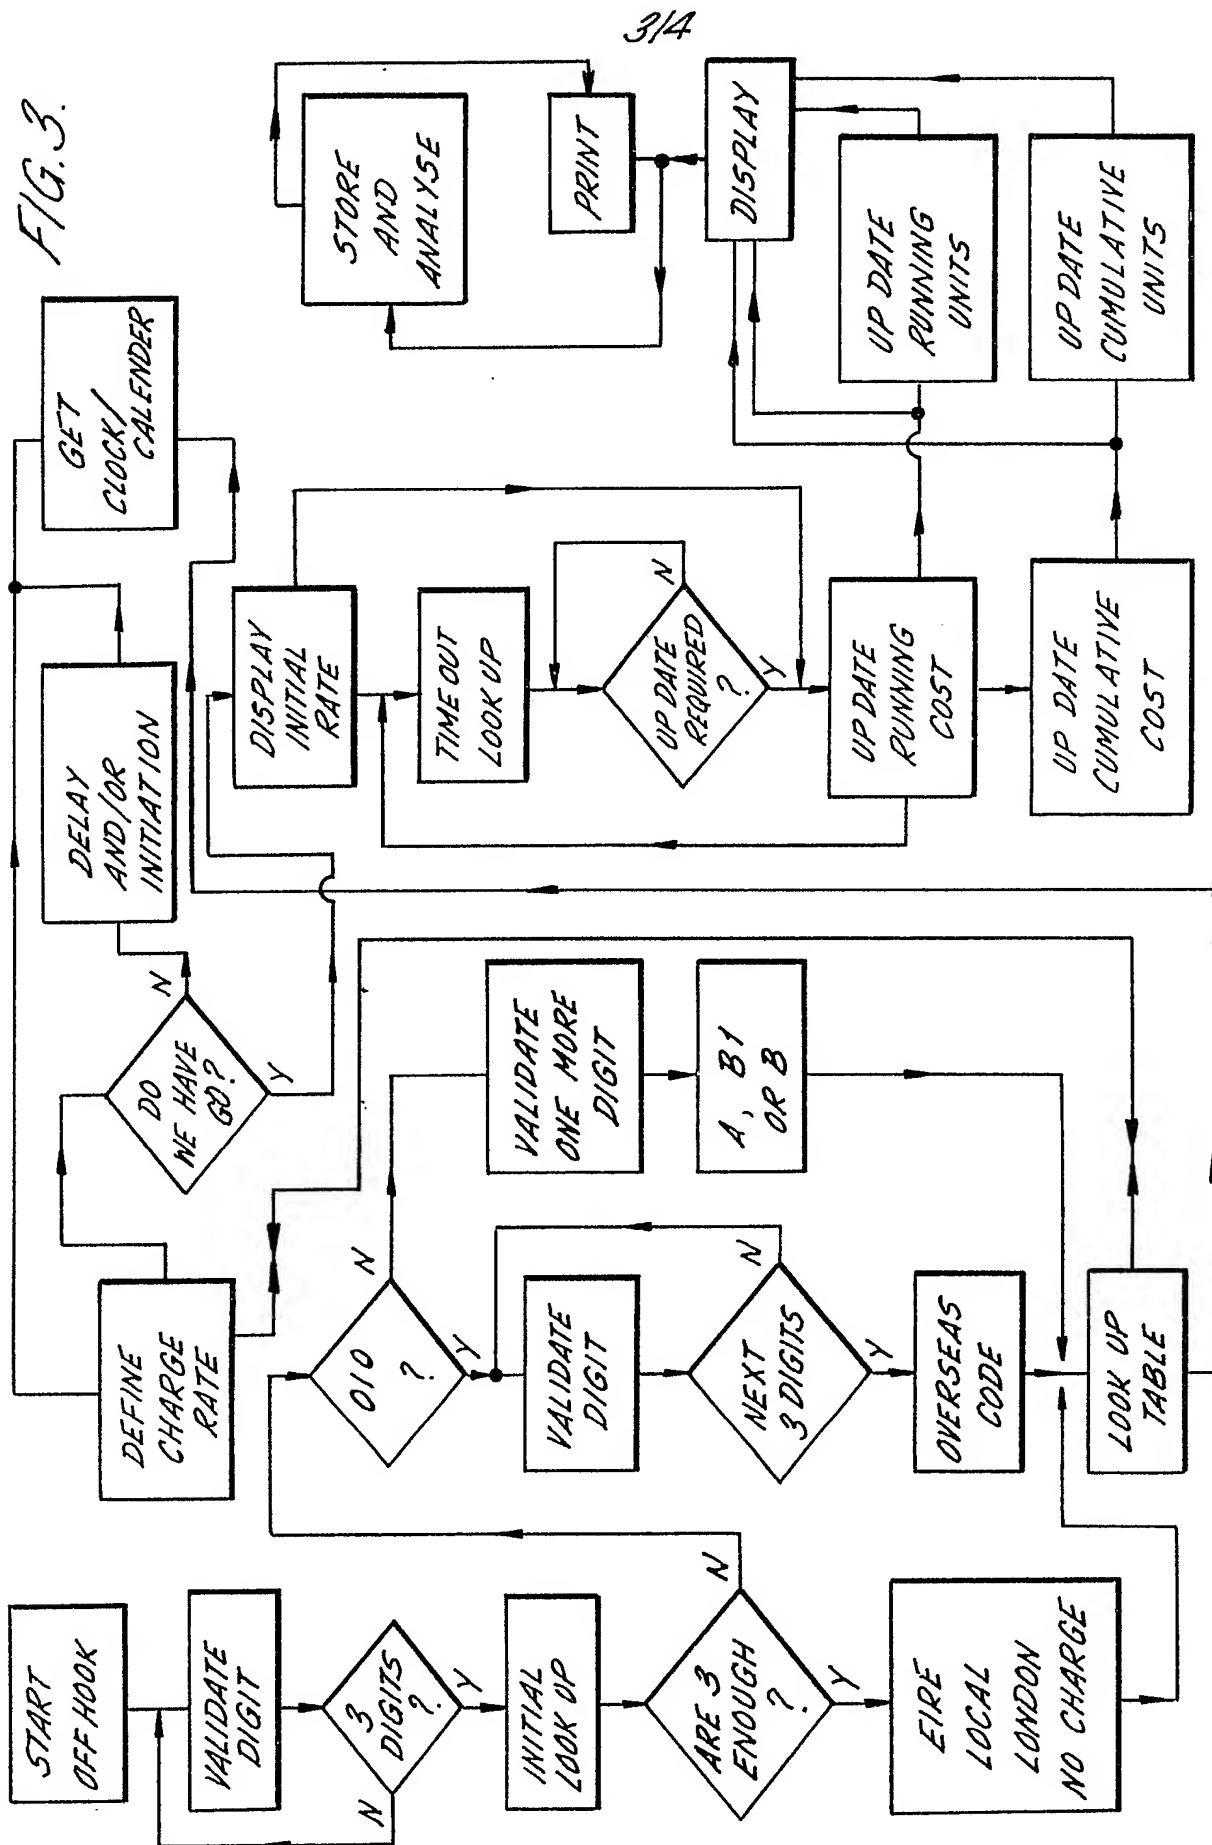 3/4
FIG. 3.
START
OFF HOOK
VALIDATE
DIGIT
3
DIGITS
?
N
Y
INITIAL
LOOK UP
ARE 3
ENOUGH
?
N
Y
EIRE
LOCAL
LONDON
NO CHARGE
DEFINE
CHARGE
RATE
010
?
N
Y
VALIDATE
DIGIT
NEXT
3 DIGITS
N
Y
OVERSEAS
CODE
LOOK UP
TABLE
VALIDATE
ONE MORE
DIGIT
A, B1
OR B
DO
WE HAVE
GO?
N
Y
DELAY
AND/OR
INITIATION
GET
CLOCK/
CALENDER
DISPLAY
INITIAL
RATE
TIME OUT
LOOK UP
UP DATE
REQUIRED
?
N
Y
UP DATE
RUNNING
COST
UP DATE
CUMULATIVE
COST
STORE
AND
ANALYSE
PRINT
DISPLAY
UP DATE
RUNNING
UNITS
UP DATE
CUMULATIVE
UNITS